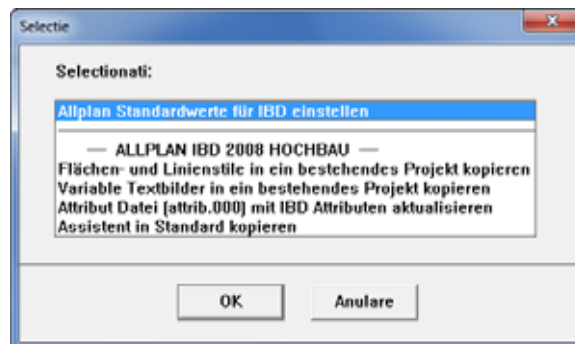 Selectie
Selectionati:
Allplan Standardwerte für IBD einstellen
— ALLPLAN IBD 2008 HOCHBAU —
Flächen- und Linienstile in ein bestehendes Projekt kopieren
Variable Textbilder in ein bestehendes Projekt kopieren
Attribut Datei (attrib.000) mit IBD Attributen aktualisieren
Assistent in Standard kopieren
OK
Anulare